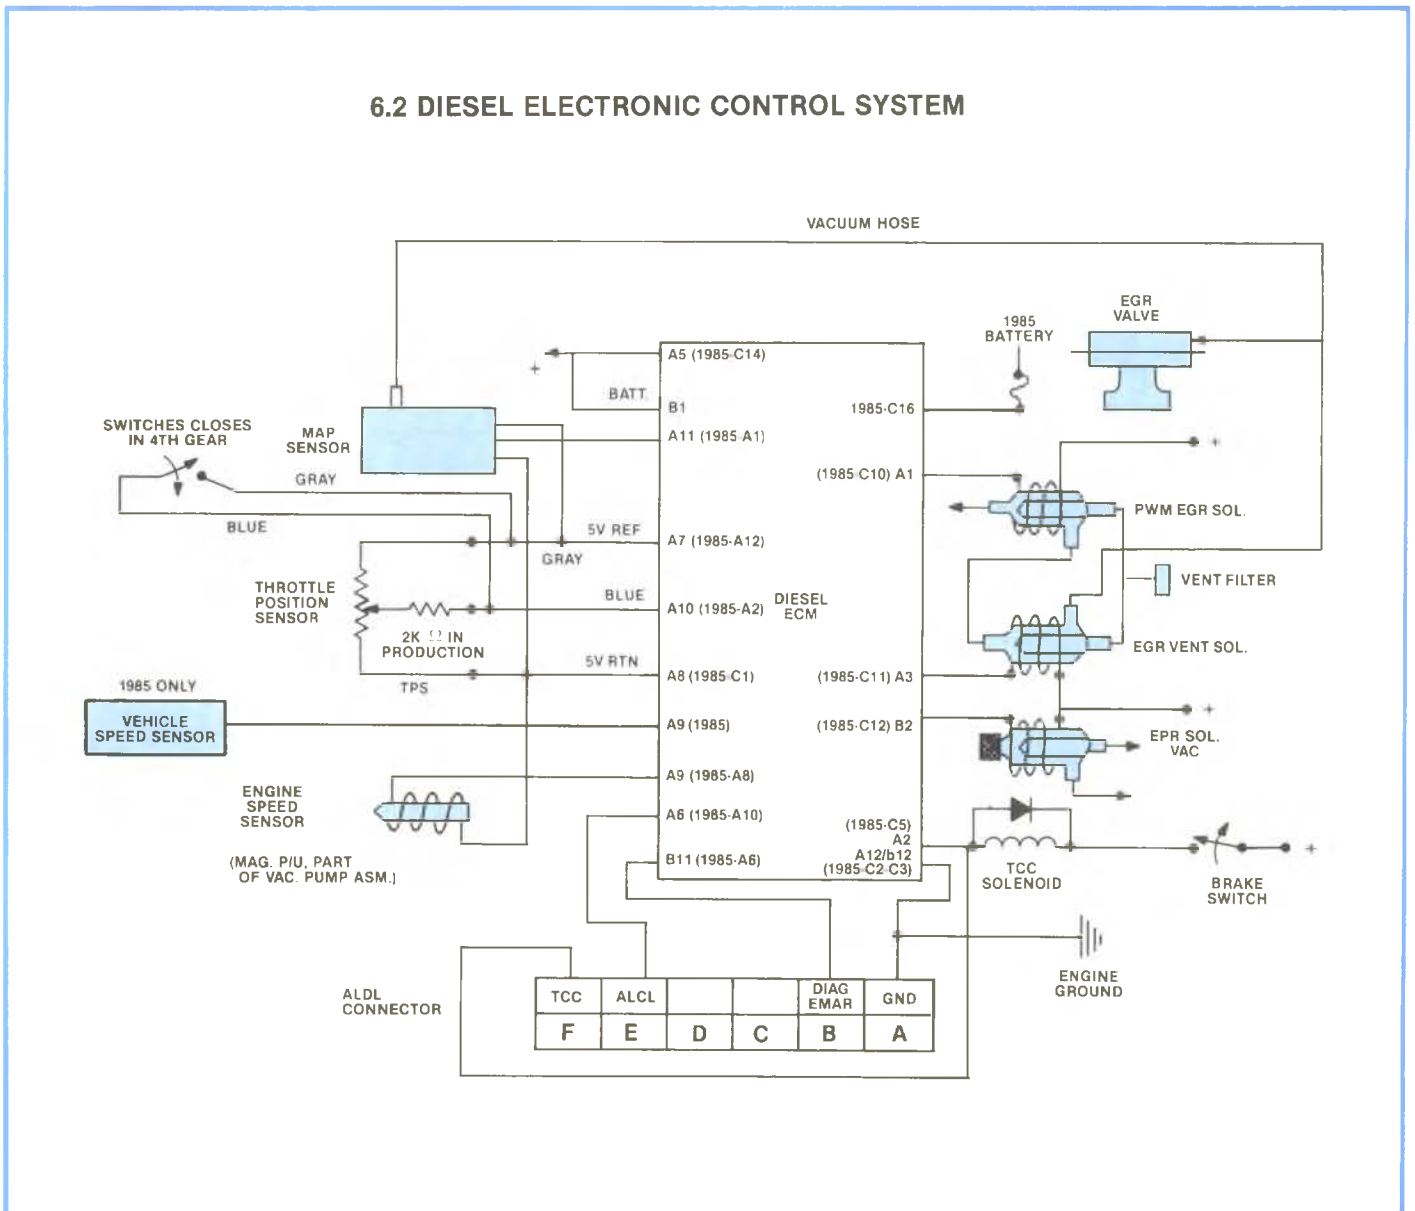 6.2 DIESEL ELECTRONIC CONTROL SYSTEM
VACUUM HOSE
EGR
VALVE
1985
BATTERY
A5 (1985-C14)
+
BATT.
B1
1985-C16
SWITCHES CLOSES
IN 4TH GEAR
MAP
SENSOR
A11 (1985-A1)
+
GRAY
(1985-C10) A1
PWM EGR SOL.
BLUE
5V REF
GRAY
A7 (1985-A12)
VENT FILTER
THROTTLE
POSITION
SENSOR
BLUE
A10 (1985-A2)
DIESEL
ECM
2K Ω IN
PRODUCTION
EGR VENT SOL.
5V RTN
TPS
A8 (1985-C1)
(1985-C11) A3
1985 ONLY
VEHICLE
SPEED SENSOR
A9 (1985)
(1985-C12) B2
+
EPR SOL.
VAC
A9 (1985-A8)
ENGINE
SPEED
SENSOR
A6 (1985-A10)
(1985-C5)
A2
(MAG. P/U, PART
OF VAC. PUMP ASM.)
B11 (1985-A6)
A12/b12
(1985-C2-C3)
TCC
SOLENOID
+
BRAKE
SWITCH
ENGINE
GROUND
ALDL
CONNECTOR
TCC ALCL DIAG EMAR GND
F E D C B A